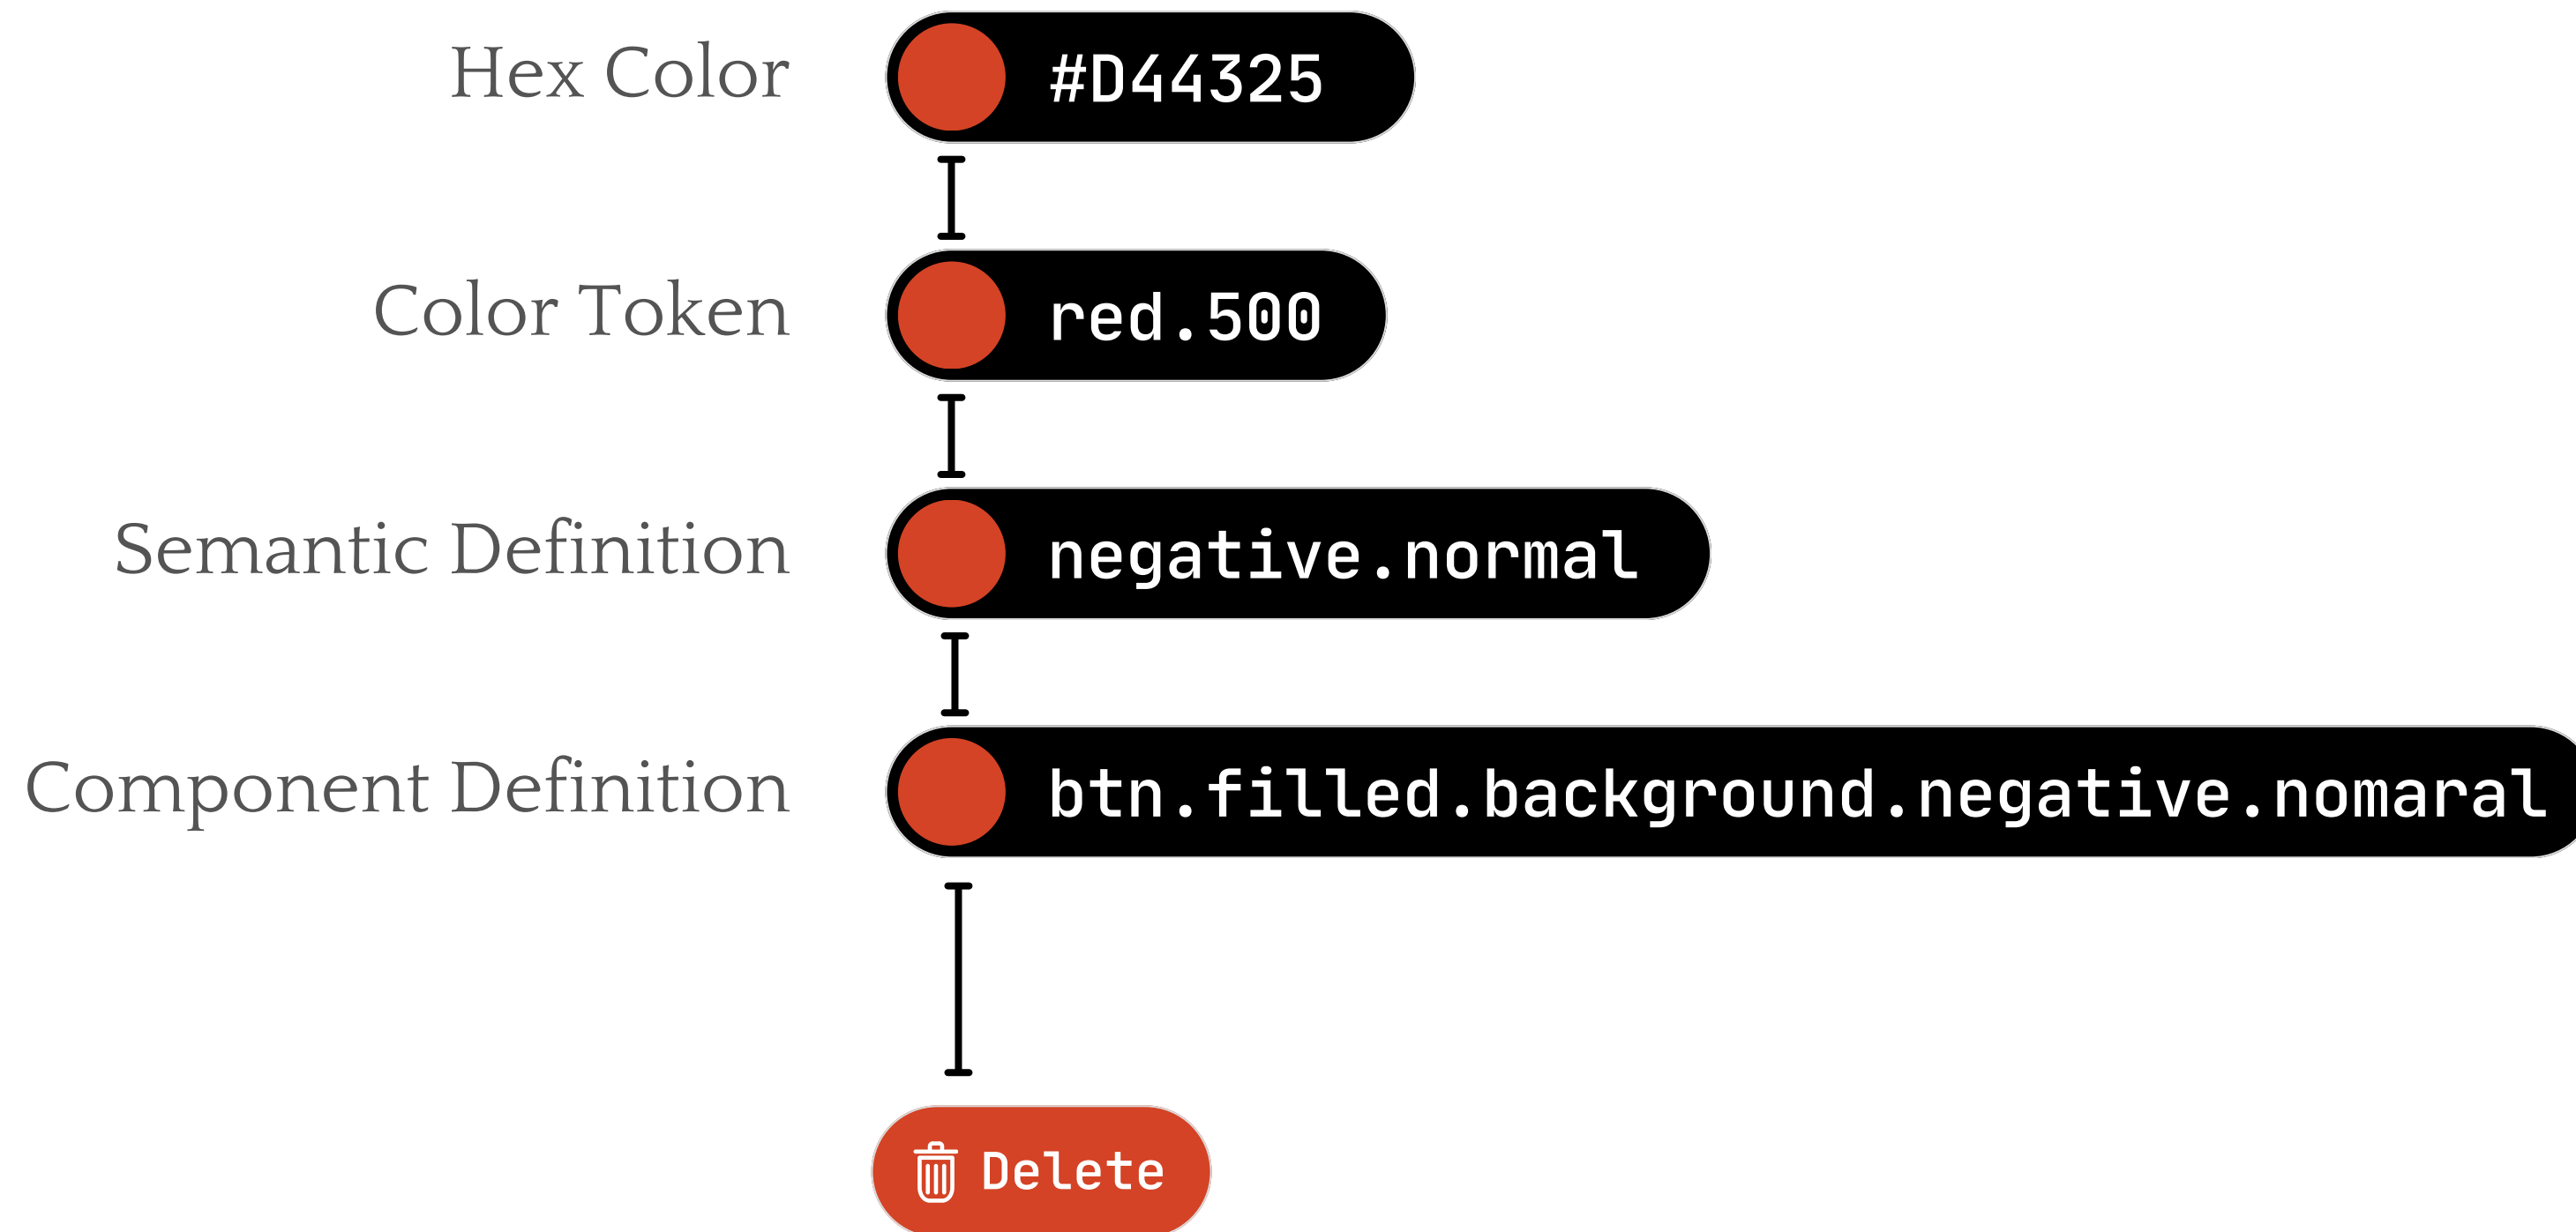 Hex Color #D44325
Color Token red.500
Semantic Definition negative.normal
Component Definition btn.filled.background.negative.nomaral
Delete